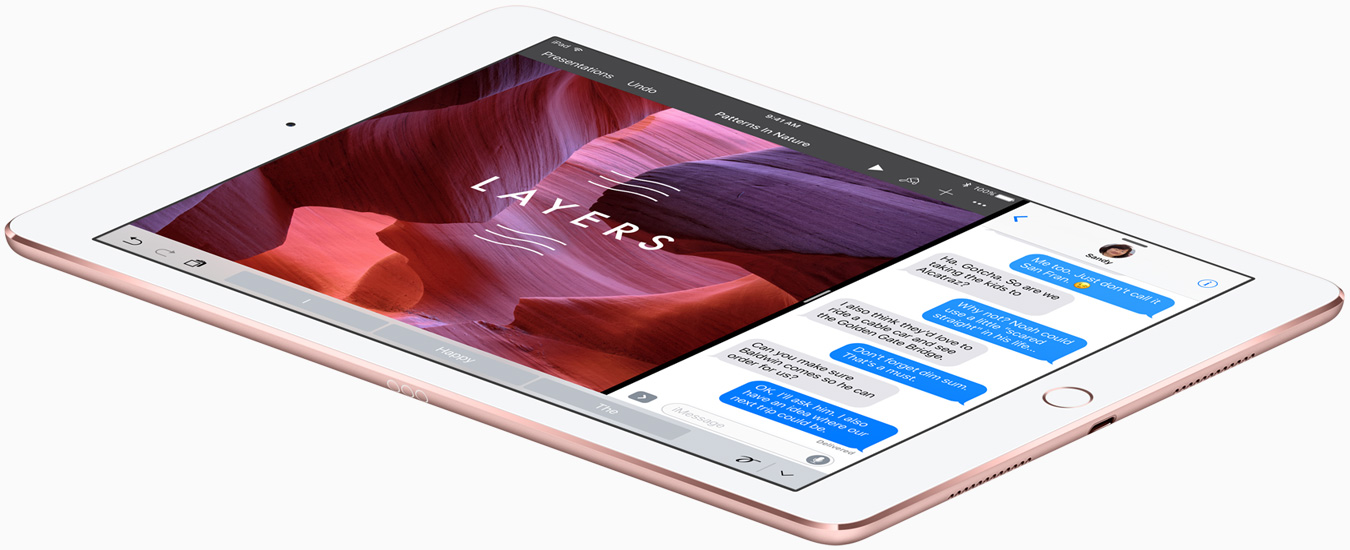 iPad
9:41 AM
100%
Presentations
Undo
Patterns in Nature
LAYERS
Sandy
Me too. Just don't call it
San Fran.
Ha, Gotcha. So are we
taking the kids to
Alcatraz?
Why not? Noah could
use a little "scared
straight" in his life...
I also think they'd love to
ride a cable car and see
the Golden Gate Bridge.
Don't forget dim sum.
That's a must.
Can you make sure
Baldwin comes so he can
order for us?
OK, I'll ask him. I also
have an idea where our
next trip could be.
Delivered
iMessage
I
Happy
The